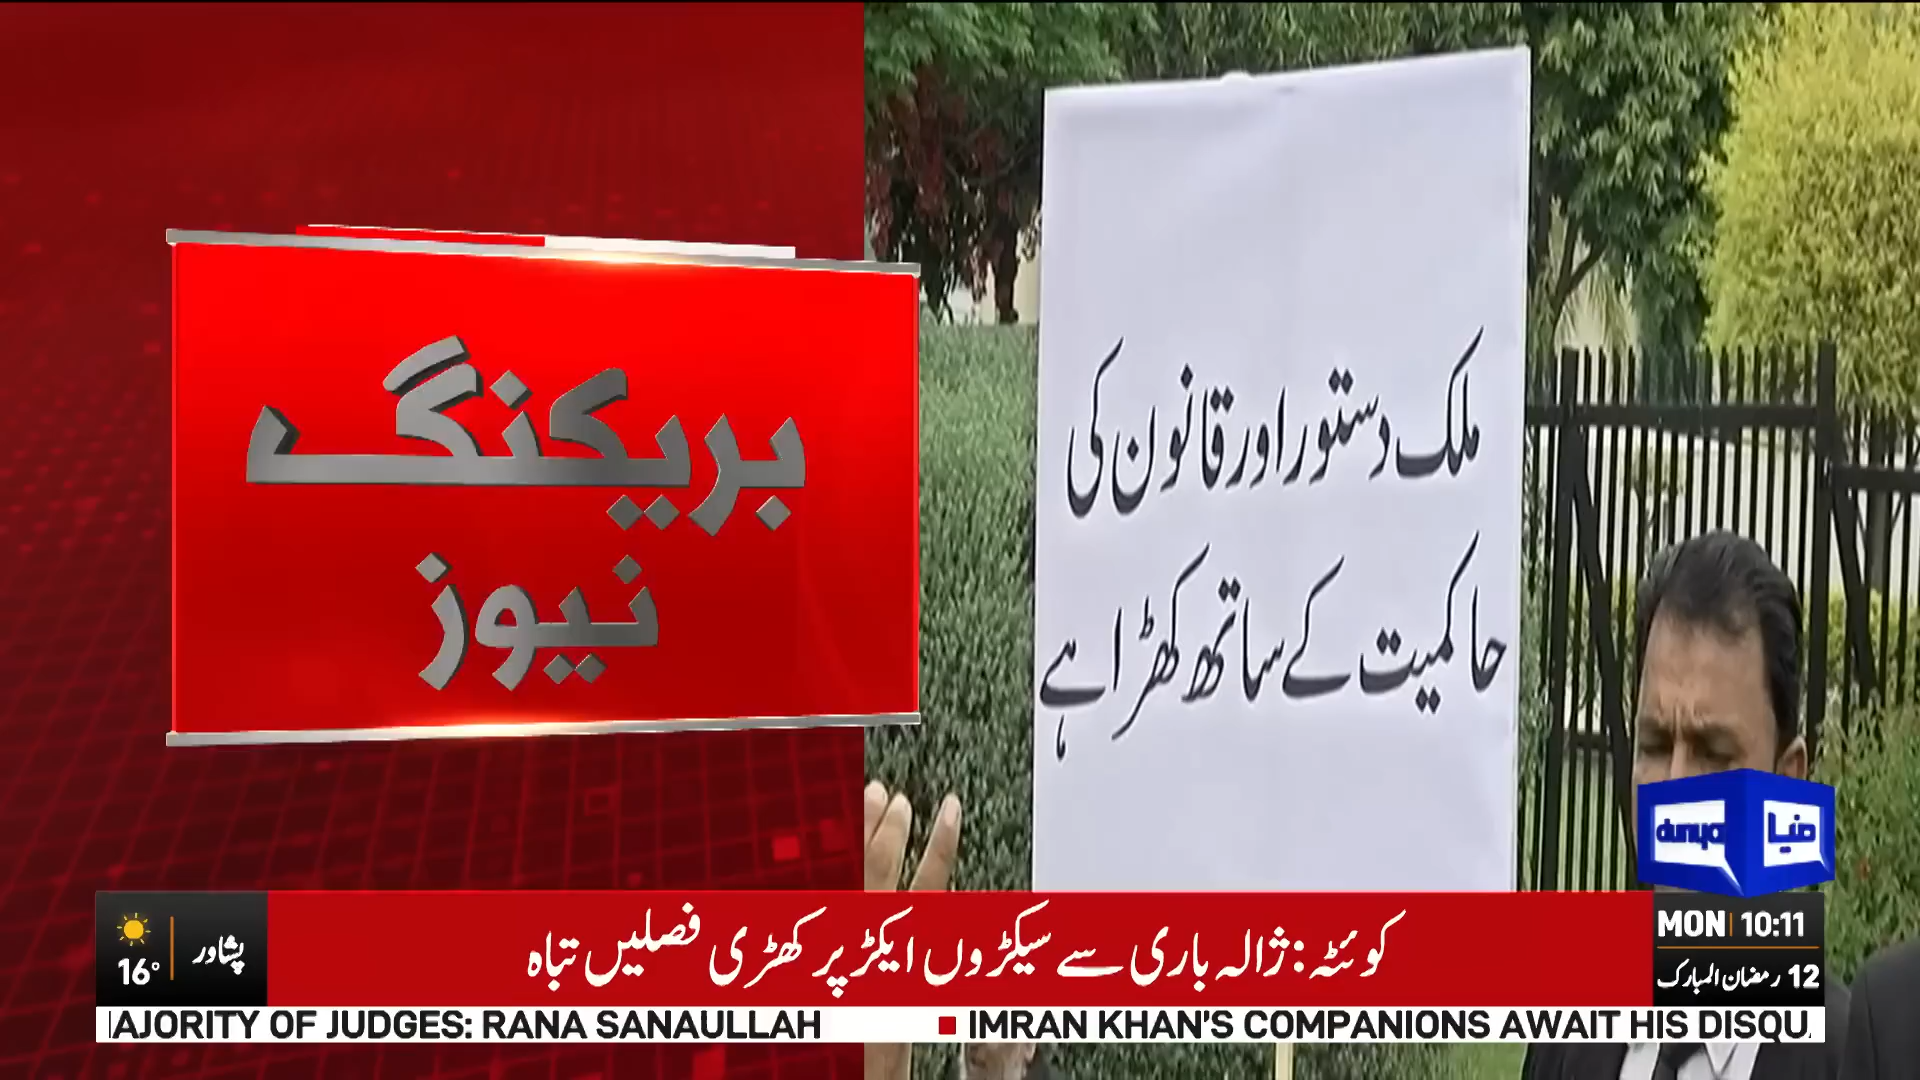 بریکنگ
نیوز
ملک دستور اور قانون کی
حاکمیت کے ساتھ کھڑا ہے
dunya دنیا
16° پشاور
کوئٹہ: ژالہ باری سے سیکڑوں ایکڑ پر کھڑی فصلیں تباہ
MON 10:11
12 رمضان المبارک
AJORITY OF JUDGES: RANA SANAULLAH
IMRAN KHAN'S COMPANIONS AWAIT HIS DISQU